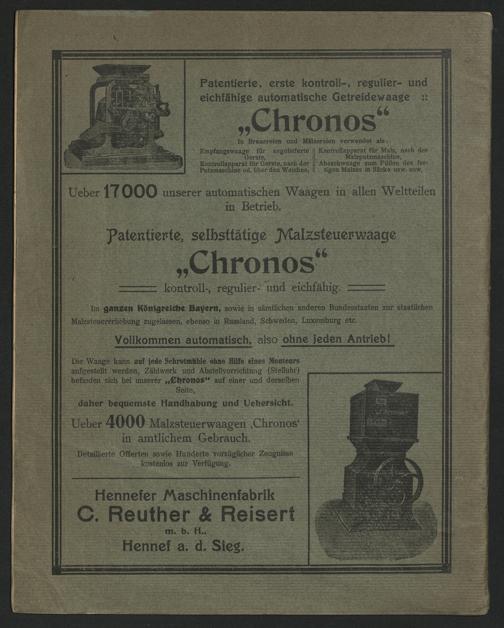 Patentierte, erste kontroll-, regulier- und
eichfähige automatische Getreidewaage ::
„Chronos“
In Brauereien und Mälzereien verwendet als:
Empfangswaage für angelieferte
Gerste,
Kontrollapparat für Gerste, nach der
Putzmaschine od. über den Weichen,
Kontrollapparat für Malz, nach der
Malzputzmaschine,
Absackwaage zum Füllen des fer-
tigen Malzes in Säcke usw. usw.
Ueber 17000 unserer automatischen Waagen in allen Weltteilen
in Betrieb.
Patentierte, selbsttätige Malzsteuerwaage
„Chronos“
kontroll-, regulier- und eichfähig.
Im ganzen Königreiche Bayern, sowie in sämtlichen anderen Bundesstaaten zur staatlichen
Malzsteuererhebung zugelassen, ebenso in Russland, Schweden, Luxemburg etc.
Vollkommen automatisch, also ohne jeden Antrieb!
Die Waage kann auf jede Schrotmühle ohne Hilfe eines Monteurs
aufgestellt werden, Zählwerk und Abstellvorrichtung (Stelluhr)
befinden sich bei unserer „Chronos“ auf einer und derselben
Seite,
daher bequemste Handhabung und Uebersicht.
Ueber 4000 Malzsteuerwaagen ‚Chronos‘
in amtlichem Gebrauch.
Detaillierte Offerten sowie Hunderte vorzüglicher Zeugnisse
kostenlos zur Verfügung.
Hennefer Maschinenfabrik
C. Reuther & Reisert
m. b. H.,
Hennef a. d. Sieg.